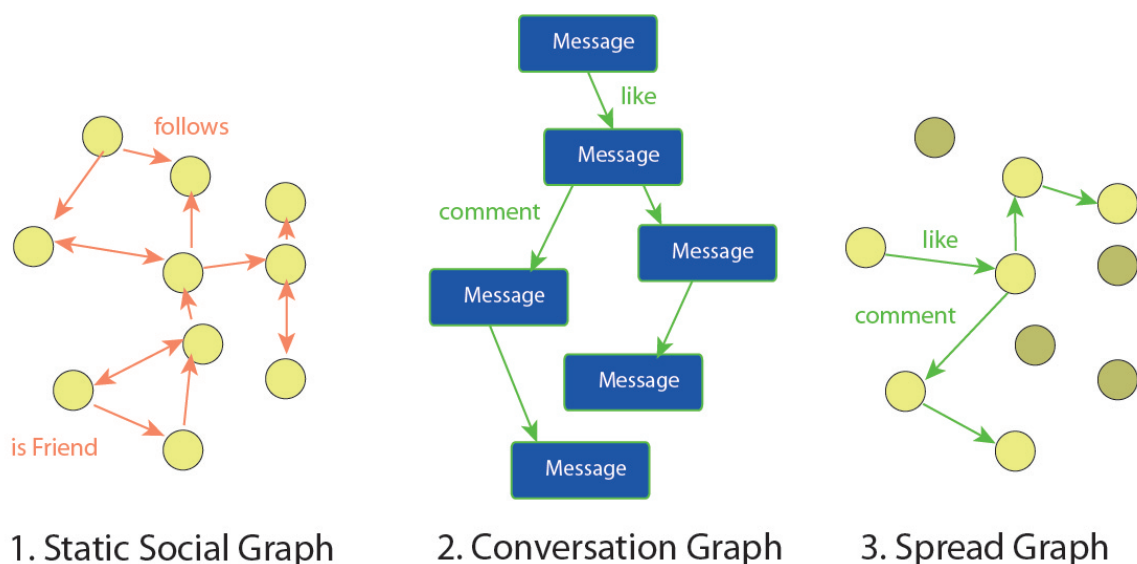 follows
is Friend
1. Static Social Graph
Message
like
Message
comment
Message
Message
Message
Message
2. Conversation Graph
like
comment
3. Spread Graph